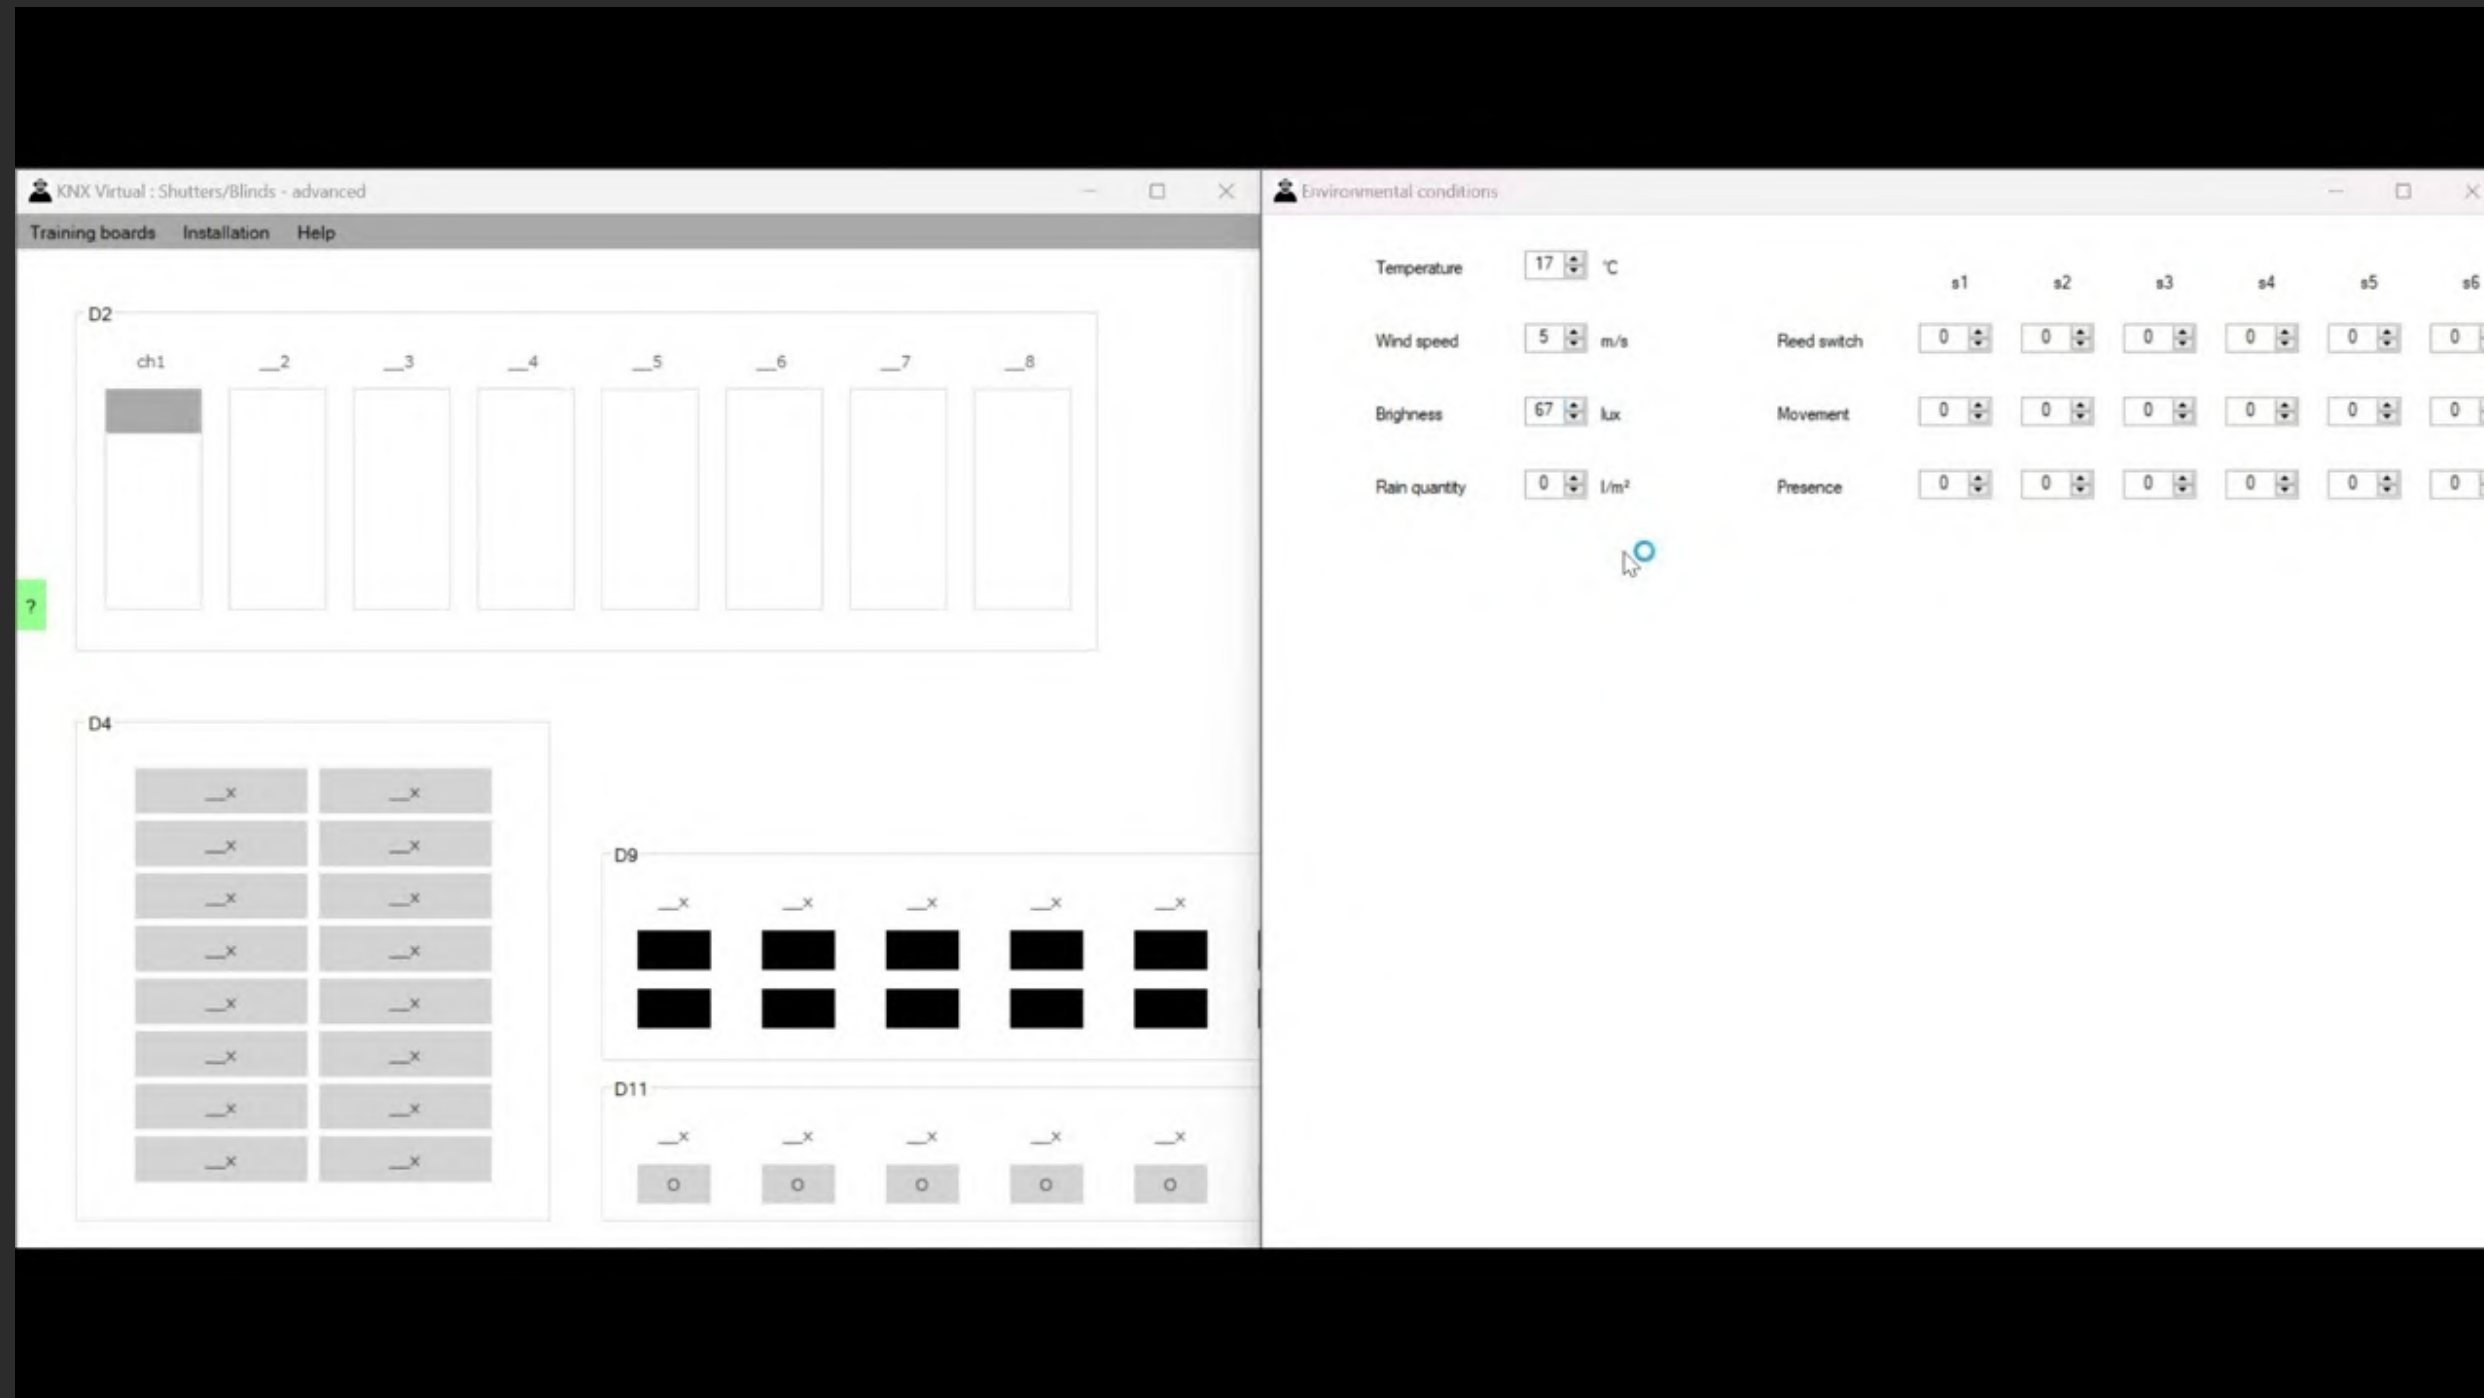 KNX Virtual : Shutters/Blinds - advanced
Training boards Installation Help
D2
ch1 __2 __3 __4 __5 __6 __7 __8
?
D4
__x __x
__x __x
__x __x
__x __x
__x __x
__x __x
__x __x
__x __x
D9
__x __x __x __x __x
D11
__x __x __x __x __x
O O O O O
Environmental conditions
Temperature 17 °C
s1 s2 s3 s4 s5 s6
Wind speed 5 m/s Reed switch 0 0 0 0 0 0
Brighness 67 lux Movement 0 0 0 0 0 0
Rain quantity 0 l/m² Presence 0 0 0 0 0 0